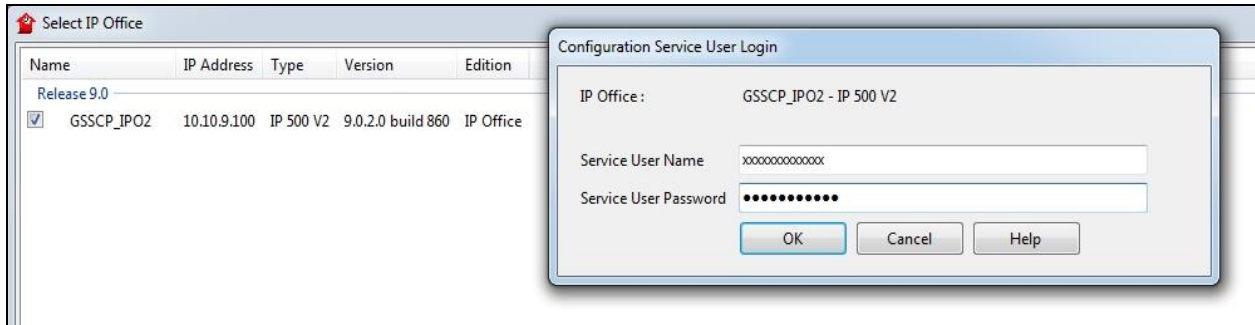 Select IP Office
Name IP Address Type Version Edition
Release 9.0
GSSCP_IPO2 10.10.9.100 IP 500 V2 9.0.2.0 build 860 IP Office
Configuration Service User Login
IP Office : GSSCP_IPO2 - IP 500 V2
Service User Name xxxxxxxxxxxxx
Service User Password ●●●●●●●●●●●
OK Cancel Help